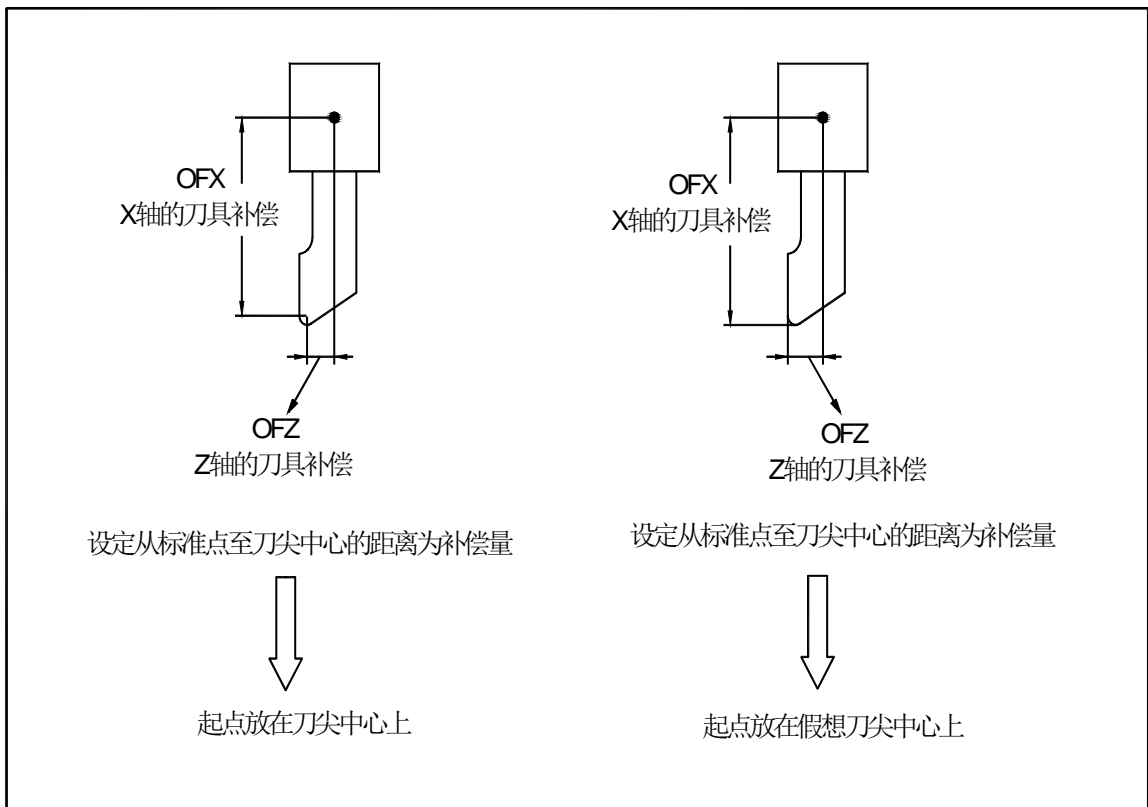 OFX
X轴的刀具补偿
OFZ
Z轴的刀具补偿
设定从标准点至刀尖中心的距离为补偿量
起点放在刀尖中心上
OFX
X轴的刀具补偿
OFZ
Z轴的刀具补偿
设定从标准点至刀尖中心的距离为补偿量
起点放在假想刀尖中心上